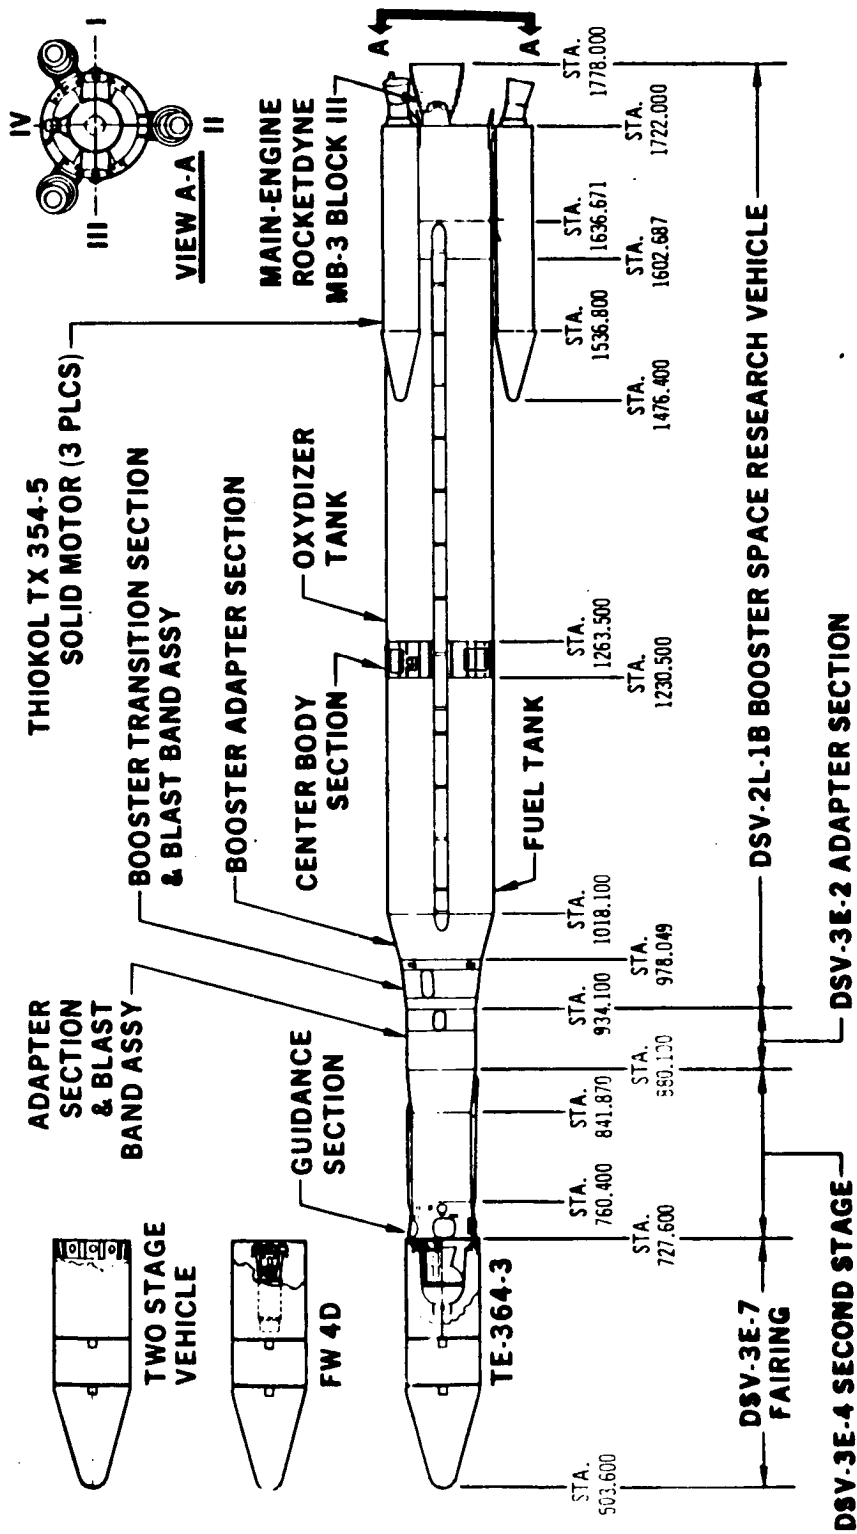 I
II
III
IV
VIEW A-A
A
A
MAIN-ENGINE
ROCKETDYNE
MB-3 BLOCK III
THIOKOL TX 354-5
SOLID MOTOR (3 PLCS)
BOOSTER TRANSITION SECTION
& BLAST BAND ASSY
BOOSTER ADAPTER SECTION
OXYDIZER
TANK
CENTER BODY
SECTION
FUEL TANK
ADAPTER
SECTION
& BLAST
BAND ASSY
GUIDANCE
SECTION
TWO STAGE
VEHICLE
FW 4D
TE-364-3
STA.
503.600
STA.
727.600
STA.
760.400
STA.
841.870
STA.
STA.
934.100
STA.
978.049
STA.
1018.100
STA.
1230.500
STA.
1263.500
STA.
1476.400
STA.
1536.800
STA.
1602.687
STA.
1636.671
STA.
1722.000
STA.
1778.000
DSV-3E-7
FAIRING
DSV-3E-4 SECOND STAGE
DSV-3E-2 ADAPTER SECTION
DSV-2L-1B BOOSTER SPACE RESEARCH VEHICLE